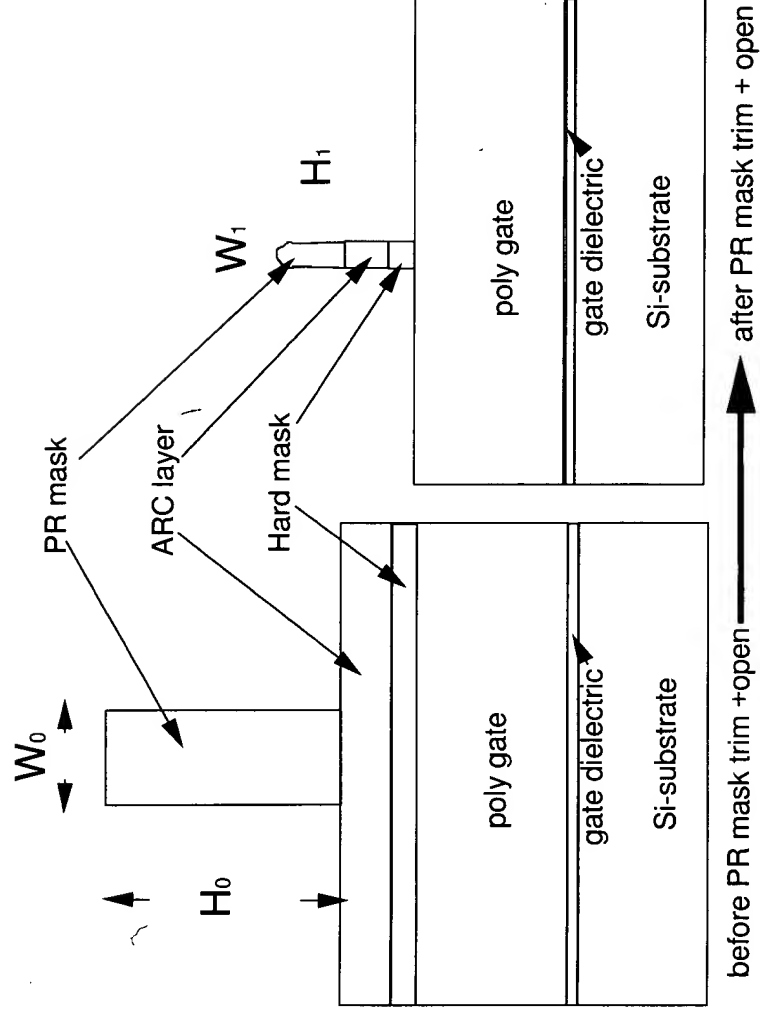 W0
H0
PR mask
ARC layer
Hard mask
W1
H1
poly gate
gate dielectric
Si-substrate
poly gate
gate dielectric
Si-substrate
before PR mask trim +open
after PR mask trim + open